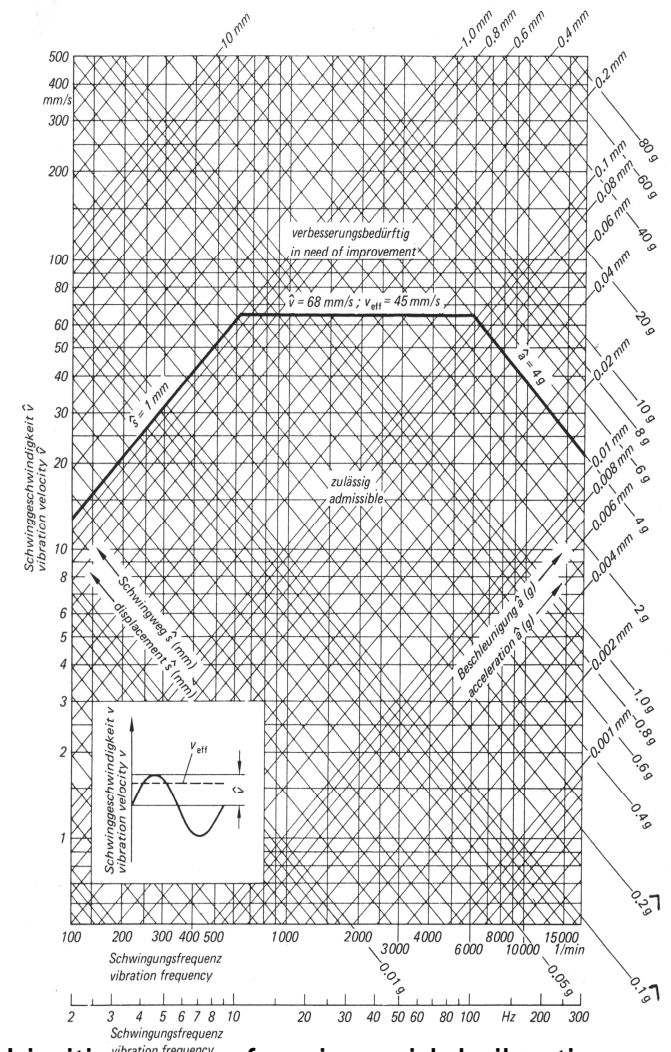 10 mm
1.0 mm
0.8 mm
0.6 mm
0.4 mm
0.2 mm
80 g
0.1 mm
60 g
0.08 mm
0.06 mm
40 g
0.04 mm
20 g
0.02 mm
10 g
8 g
0.01 mm
6 g
0.008 mm
0.006 mm
4 g
0.004 mm
2 g
0.002 mm
1.0 g
0.8 g
0.001 mm
0.6 g
0.4 g
0.2 g
0.1 g
0.05 g
0.01 g
500
400
mm/s
300
200
100
80
60
50
40
30
20
10
8
6
5
4
3
2
1
Schwinggeschwindigkeit v̂
vibration velocity v̂
verbesserungsbedürftig
in need of improvement
v̂ = 68 mm/s ; veff = 45 mm/s
ŝ = 1 mm
â = 4 g
zulässig
admissible
Schwingweg ŝ (mm)
displacement ŝ (mm)
Beschleunigung â (g)
acceleration â (g)
Schwinggeschwindigkeit v
vibration velocity v
veff
v̂
100 200 300 400 500 1000 2000 3000 4000 6000 8000 10000 15000
1/min
Schwingungsfrequenz
vibration frequency
2 3 4 5 6 7 8 10 20 30 40 50 60 100 Hz 200 300
Schwingungsfrequenz
vibration frequency